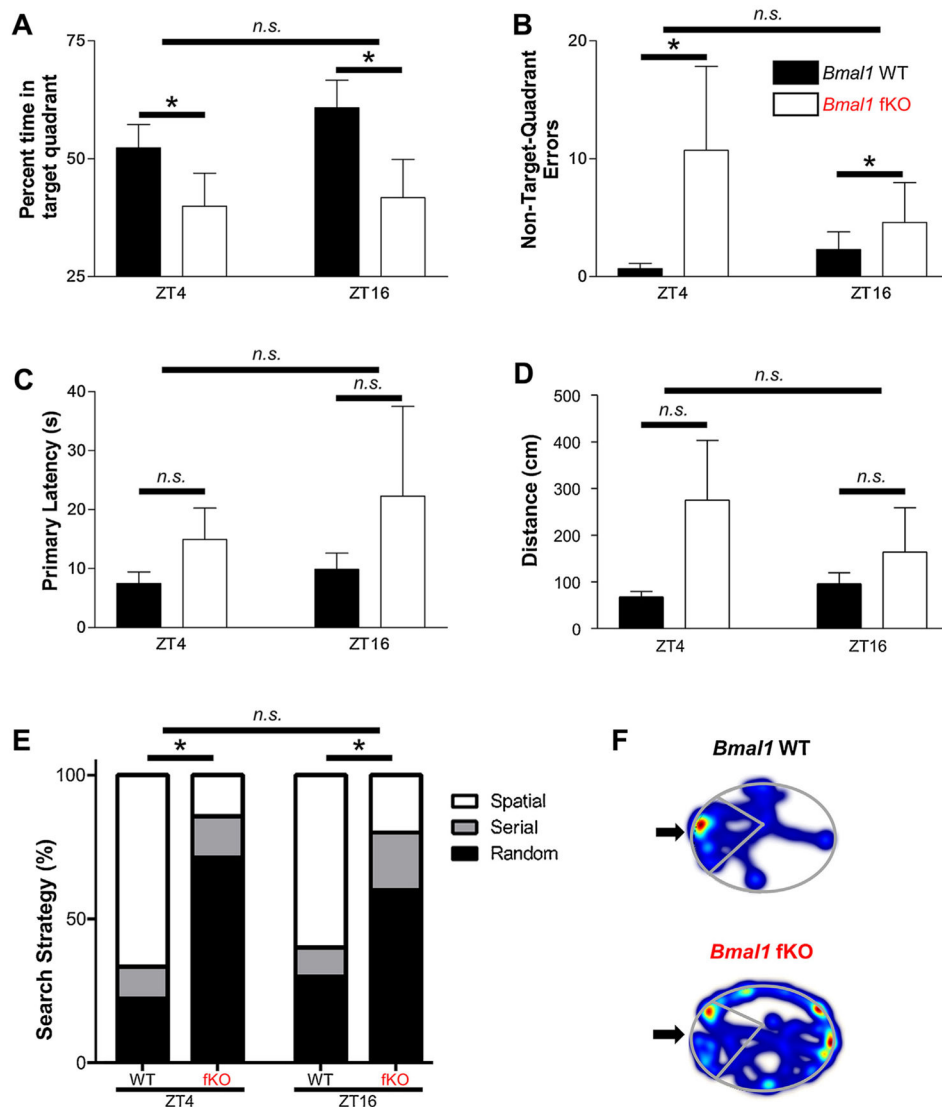 A
n.s.
*
*
Percent time in
target quadrant
75
50
25
ZT4
ZT16
B
n.s.
*
*
Bmal1 WT
Bmal1 fKO
Non-Target-Quadrant
Errors
20
10
0
ZT4
ZT16
C
n.s.
n.s.
n.s.
Primary Latency (s)
40
30
20
10
0
ZT4
ZT16
D
n.s.
n.s.
n.s.
Distance (cm)
500
400
300
200
100
0
ZT4
ZT16
E
n.s.
*
*
Search Strategy (%)
100
50
0
WT
fKO
WT
fKO
ZT4
ZT16
Spatial
Serial
Random
F
Bmal1 WT
Bmal1 fKO